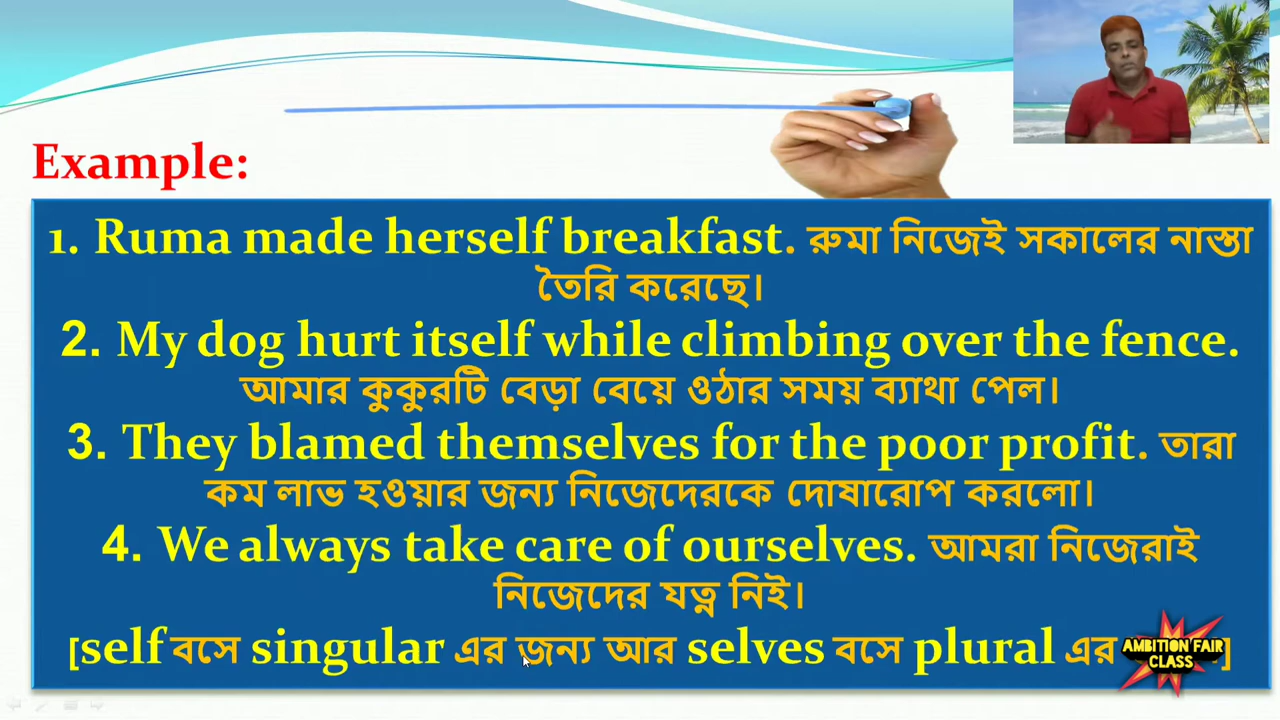 Example:
1. Ruma made herself breakfast. রুমা নিজেই সকালের নাস্তা
তৈরি করেছে।
2. My dog hurt itself while climbing over the fence.
আমার কুকুরটি বেড়া বেয়ে ওঠার সময় ব্যাথা পেল।
3. They blamed themselves for the poor profit. তারা
কম লাভ হওয়ার জন্য নিজেদেরকে দোষারোপ করলো।
4. We always take care of ourselves. আমরা নিজেরাই
নিজেদের যত্ন নিই।
[self বসে singular এর জন্য আর selves বসে plural এর ]
AMBITION FAIR
CLASS